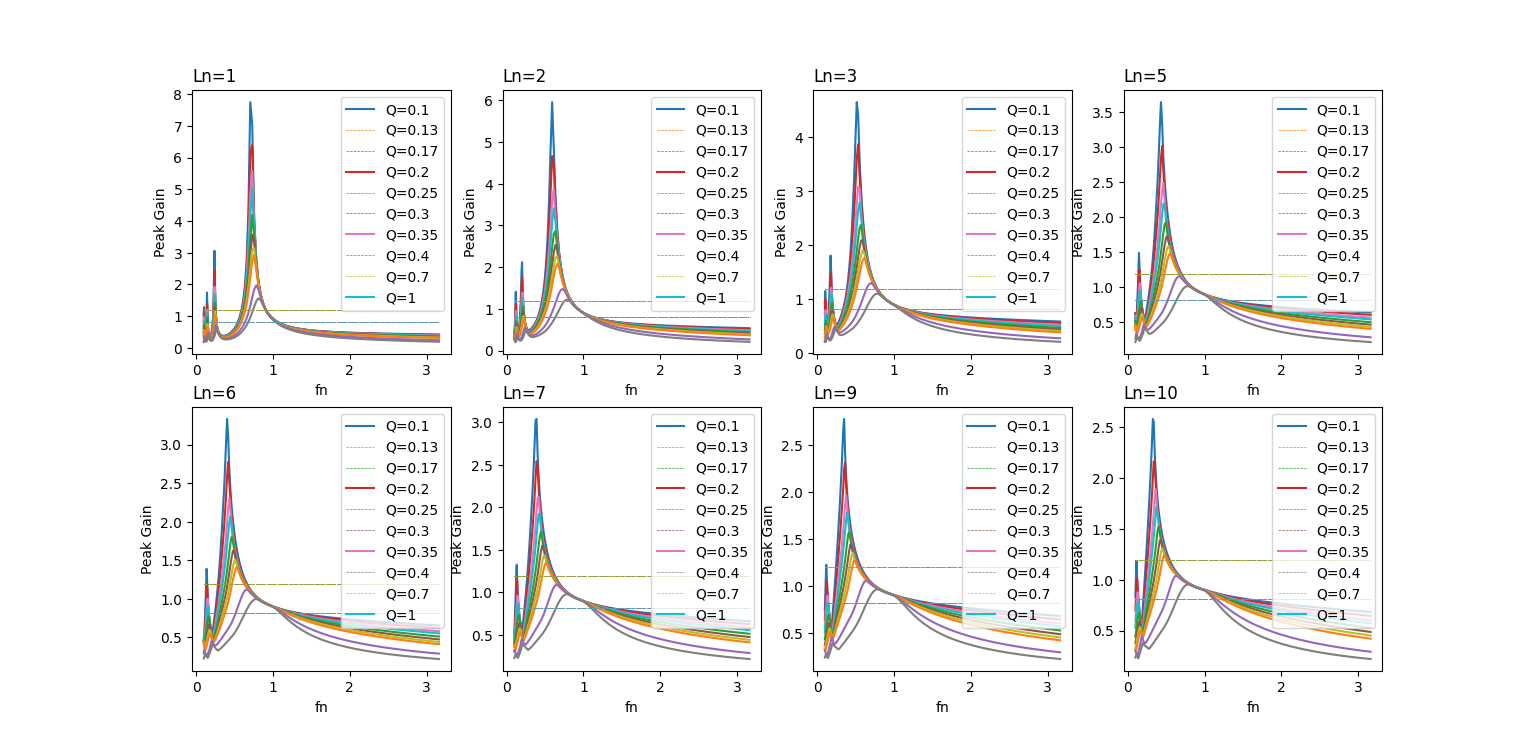 Ln=1
8
7
6
5
4
3
2
1
0
Peak Gain
0
1
2
3
fn
Q=0.1
Q=0.13
Q=0.17
Q=0.2
Q=0.25
Q=0.3
Q=0.35
Q=0.4
Q=0.7
Q=1
Ln=2
6
5
4
3
2
1
0
Peak Gain
0
1
2
3
fn
Q=0.1
Q=0.13
Q=0.17
Q=0.2
Q=0.25
Q=0.3
Q=0.35
Q=0.4
Q=0.7
Q=1
Ln=3
4
3
2
1
0
Peak Gain
0
1
2
3
fn
Q=0.1
Q=0.13
Q=0.17
Q=0.2
Q=0.25
Q=0.3
Q=0.35
Q=0.4
Q=0.7
Q=1
Ln=5
3.5
3.0
2.5
2.0
1.5
1.0
0.5
Peak Gain
0
1
2
3
fn
Q=0.1
Q=0.13
Q=0.17
Q=0.2
Q=0.25
Q=0.3
Q=0.35
Q=0.4
Q=0.7
Q=1
Ln=6
3.0
2.5
2.0
1.5
1.0
0.5
Peak Gain
0
1
2
3
fn
Q=0.1
Q=0.13
Q=0.17
Q=0.2
Q=0.25
Q=0.3
Q=0.35
Q=0.4
Q=0.7
Q=1
Ln=7
3.0
2.5
2.0
1.5
1.0
0.5
Peak Gain
0
1
2
3
fn
Q=0.1
Q=0.13
Q=0.17
Q=0.2
Q=0.25
Q=0.3
Q=0.35
Q=0.4
Q=0.7
Q=1
Ln=9
2.5
2.0
1.5
1.0
0.5
Peak Gain
0
1
2
3
fn
Q=0.1
Q=0.13
Q=0.17
Q=0.2
Q=0.25
Q=0.3
Q=0.35
Q=0.4
Q=0.7
Q=1
Ln=10
2.5
2.0
1.5
1.0
0.5
Peak Gain
0
1
2
3
fn
Q=0.1
Q=0.13
Q=0.17
Q=0.2
Q=0.25
Q=0.3
Q=0.35
Q=0.4
Q=0.7
Q=1